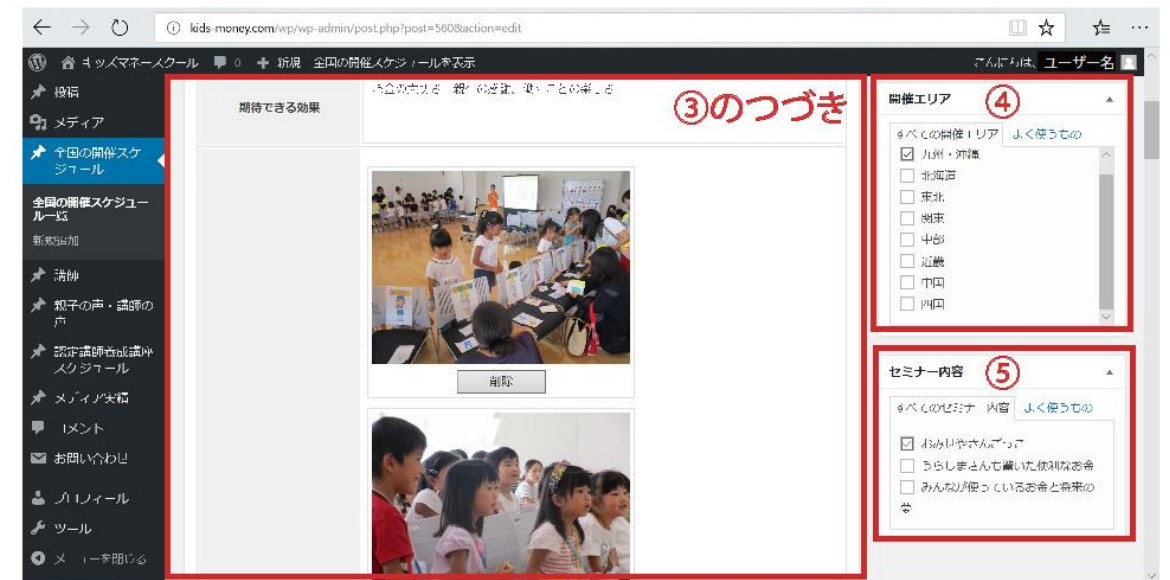 kids-money.com/wp/wp-admin/post.php?post=560&action=edit
キッズマネースクール 0 新規 全国の開催スケジュールを表示
こんにちは、ユーザー名
投稿
メディア
全国の開催スケ
ジュール
全国の開催スケジュー
ル一覧
新規追加
講師
親子の声・講師の
声
認定講師養成講座
スケジュール
メディア実績
コメント
お問い合わせ
プロフィール
ツール
メニューを閉じる
期待できる効果
③のつづき
削除
開催エリア ④
すべての開催エリア よく使うもの
九州・沖縄
北海道
東北
関東
中部
近畿
中国
四国
セミナー内容 ⑤
すべてのセミナー内容 よく使うもの
おみせやさんごっこ
うらしまさんも驚いた便利なお金
みんなが使っているお金と将来の
夢